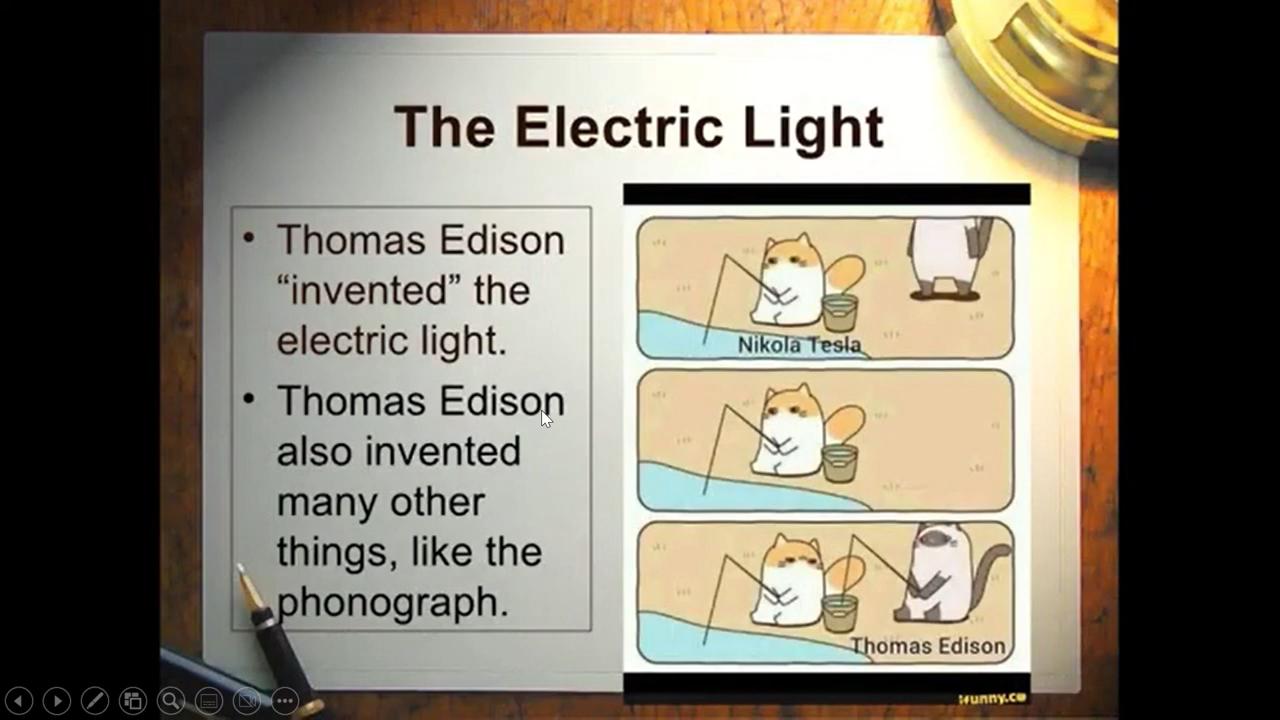 The Electric Light
• Thomas Edison
“invented” the
electric light.
• Thomas Edison
also invented
many other
things, like the
phonograph.
Nikola Tesla
Thomas Edison
ifunny.co